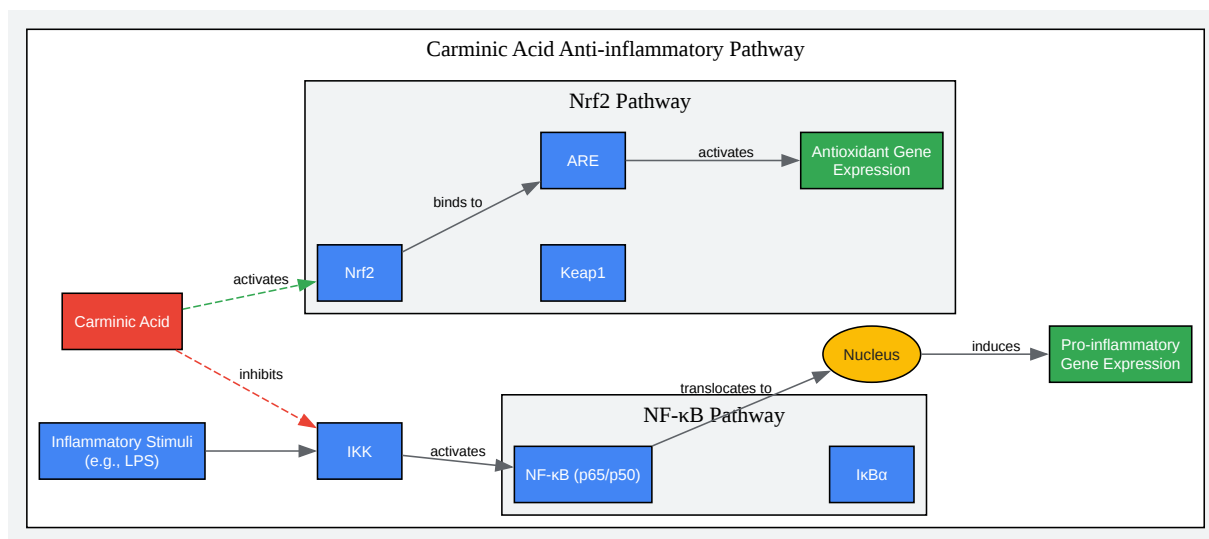 Carminic Acid Anti-inflammatory Pathway
Nrf2 Pathway
ARE
activates
Antioxidant Gene
Expression
binds to
Nrf2
Keap1
activates
Carminic Acid
inhibits
Nucleus
induces
Pro-inflammatory
Gene Expression
translocates to
NF-κB Pathway
Inflammatory Stimuli
(e.g., LPS)
IKK
activates
NF-κB (p65/p50)
IκBα